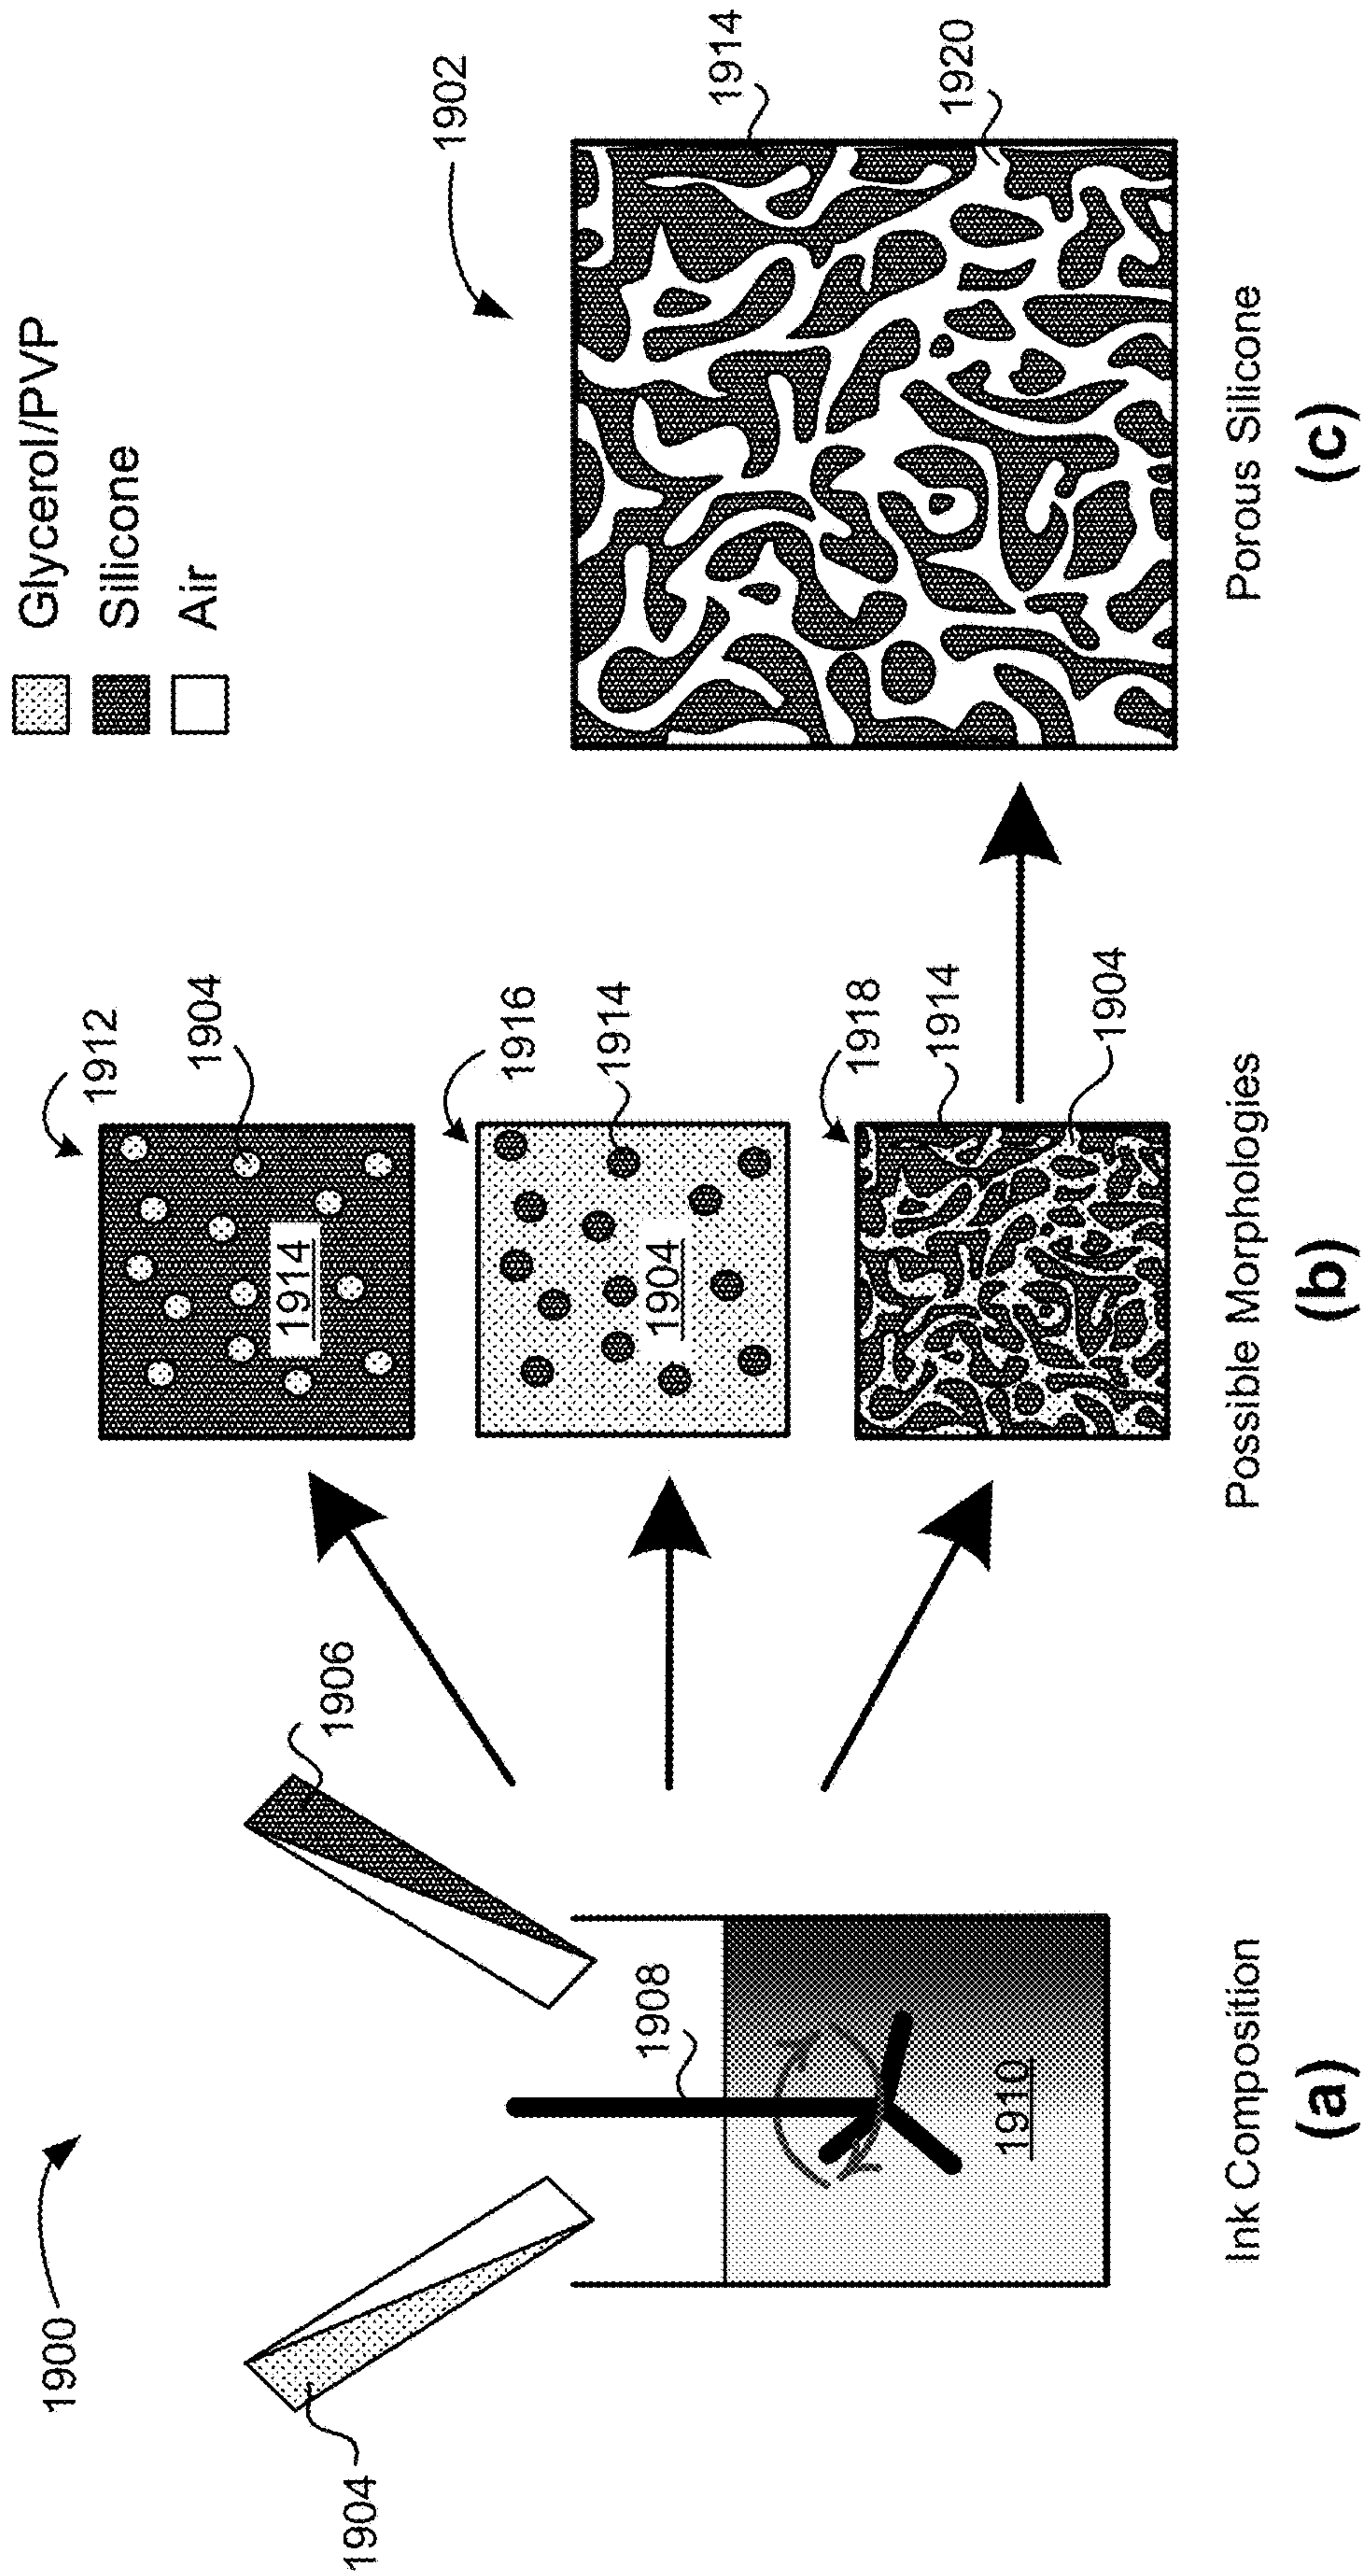 1900
Glycerol/PVP
Silicone
Air
1904
1906
1908
1910
Ink Composition
(a)
1912
1904
1914
1916
1914
1904
1918
1914
1904
Possible Morphologies
(b)
1902
1914
1920
Porous Silicone
(c)